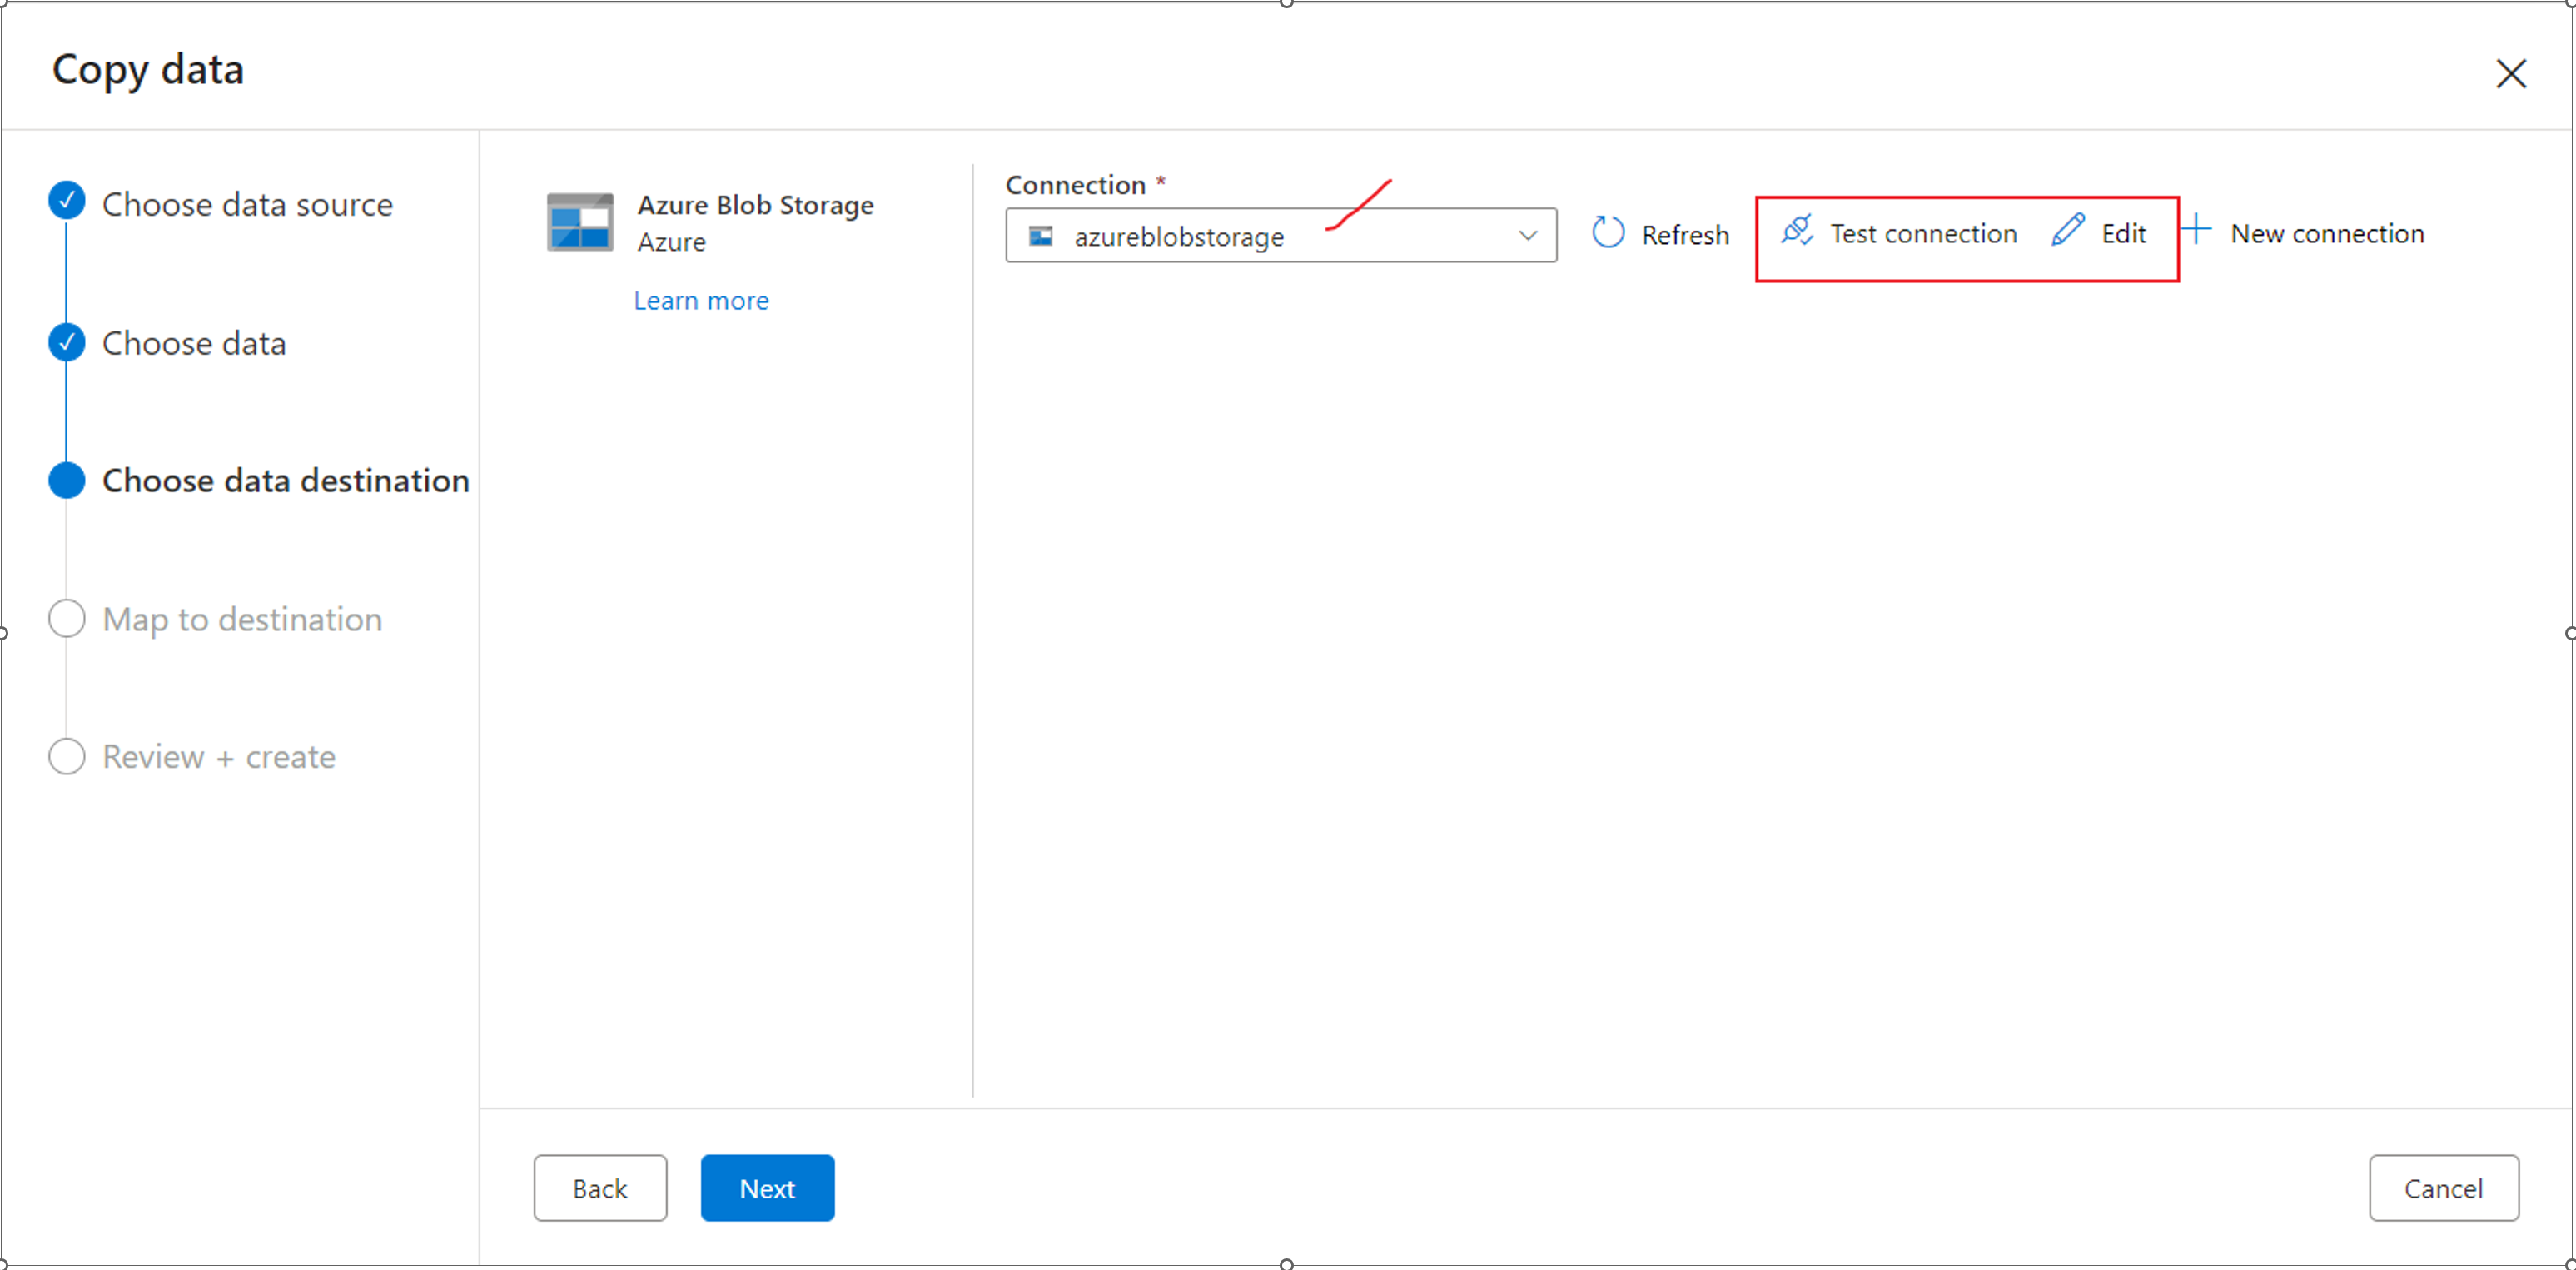 Copy data
Choose data source
Choose data
Choose data destination
Map to destination
Review + create
Azure Blob Storage
Azure
Learn more
Connection *
azureblobstorage
Refresh
Test connection
Edit
New connection
Back
Next
Cancel